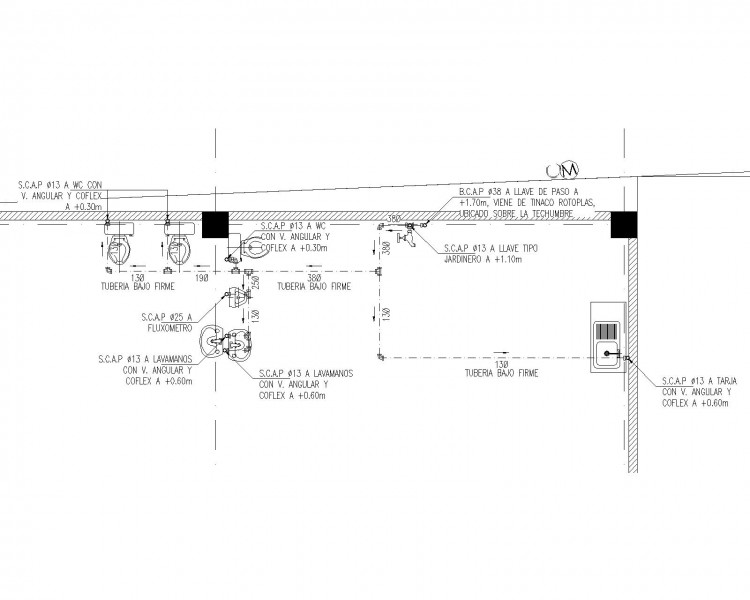 M
S.C.A.P Ø13 A WC CON
V. ANGULAR Y COFLEX
A +0.30m
B.C.A.P Ø38 A LLAVE DE PASO A
+1.70m, VIENE DE TINACO ROTOPLAS,
UBICADO SOBRE LA TECHUMBRE
380
S.C.A.P Ø13 A WC
CON V. ANGULAR Y
COFLEX A +0.30m
S.C.A.P Ø13 A LLAVE TIPO
JARDINERO A +1.10m
380
130
190
380
TUBERIA BAJO FIRME
TUBERIA BAJO FIRME
250
130
130
S.C.A.P Ø25 A
FLUXOMETRO
S.C.A.P Ø13 A LAVAMANOS
CON V. ANGULAR Y
COFLEX A +0.60m
S.C.A.P Ø13 A LAVAMANOS
CON V. ANGULAR Y
COFLEX A +0.60m
130
TUBERIA BAJO FIRME
S.C.A.P Ø13 A TARJA
CON V. ANGULAR Y
COFLEX A +0.60m